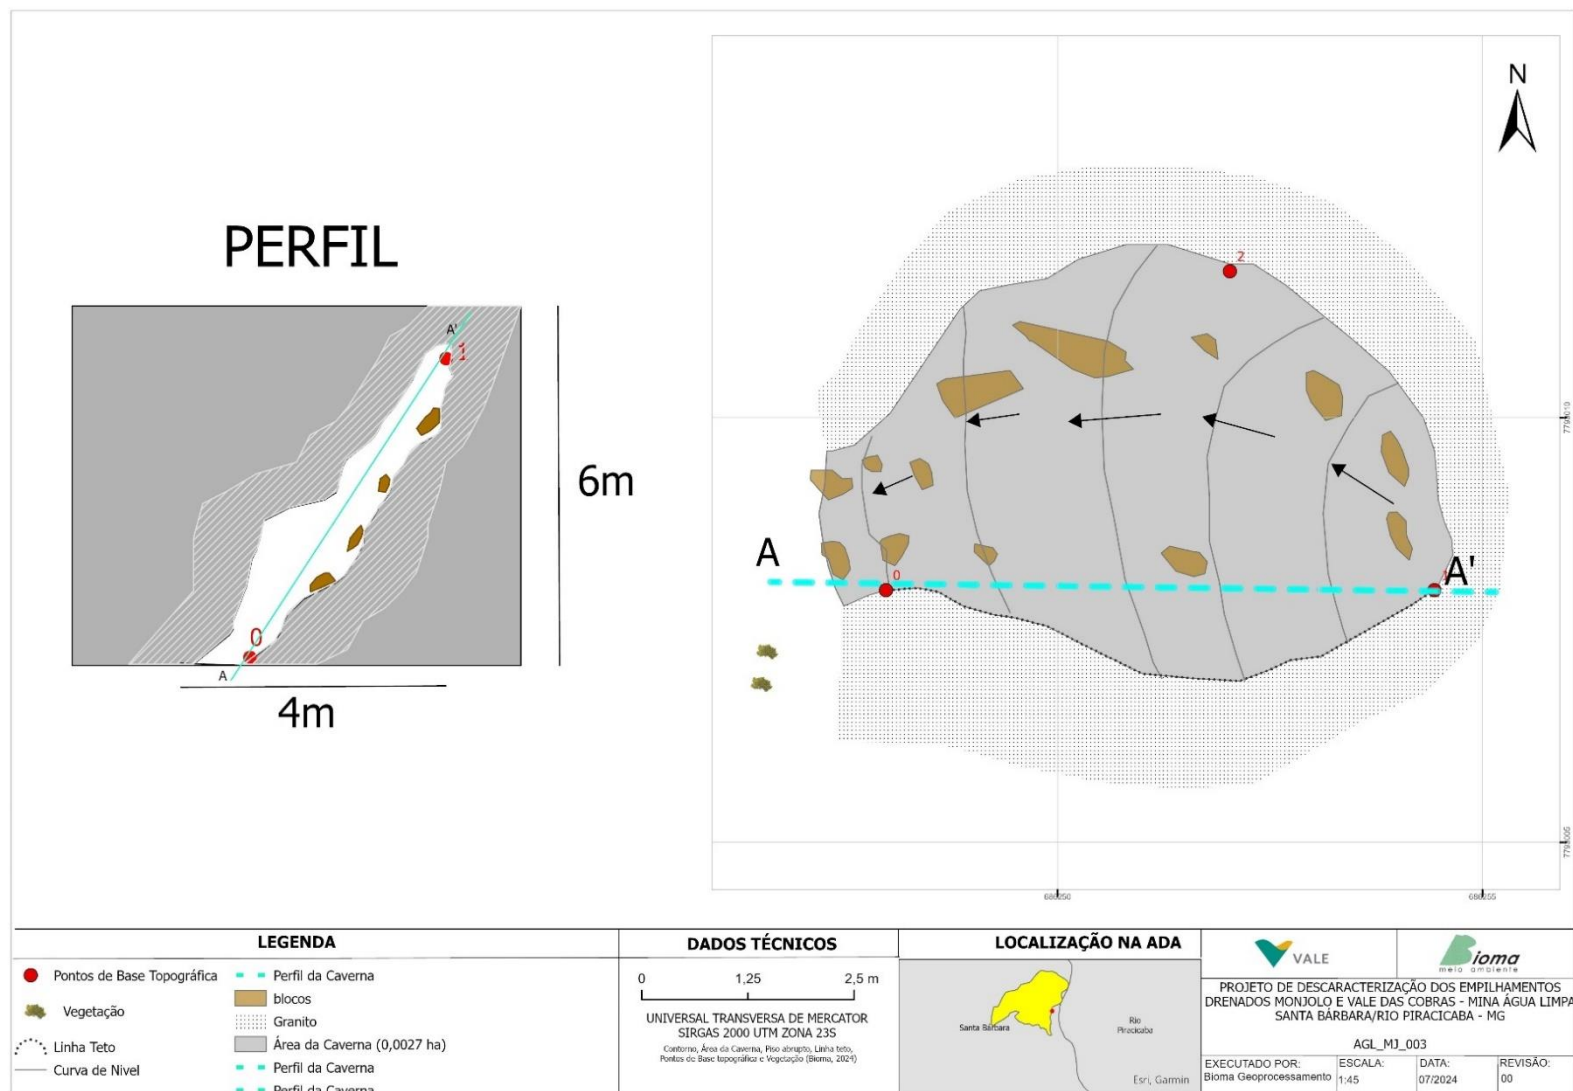 PERFIL
N
2
A'
1
6m
0
A
4m
A
0
1
A'
686250
686255
LEGENDA
Pontos de Base Topográfica
Vegetação
Linha Teto
Curva de Nivel
Perfil da Caverna
blocos
Granito
Área da Caverna (0,0027 ha)
Perfil da Caverna
Perfil da Caverna
DADOS TÉCNICOS
0 1,25 2,5 m
UNIVERSAL TRANSVERSA DE MERCATOR
SIRGAS 2000 UTM ZONA 23S
Contorno, Área da Caverna, Piso abrupto, Linha teto,
Pontos de Base topográfica e Vegetação (Bioma, 2024)
LOCALIZAÇÃO NA ADA
Santa Bárbara
Rio
Piracicaba
Esri, Garmin
VALE
Bioma
meio ambiente
PROJETO DE DESCARACTERIZAÇÃO DOS EMPILHAMENTOS
DRENADOS MONJOLO E VALE DAS COBRAS - MINA ÁGUA LIMPA
SANTA BÁRBARA/RIO PIRACICABA - MG
AGL_MJ_003
EXECUTADO POR:
Bioma Geoprocessamento
ESCALA:
1:45
DATA:
07/2024
REVISÃO:
00